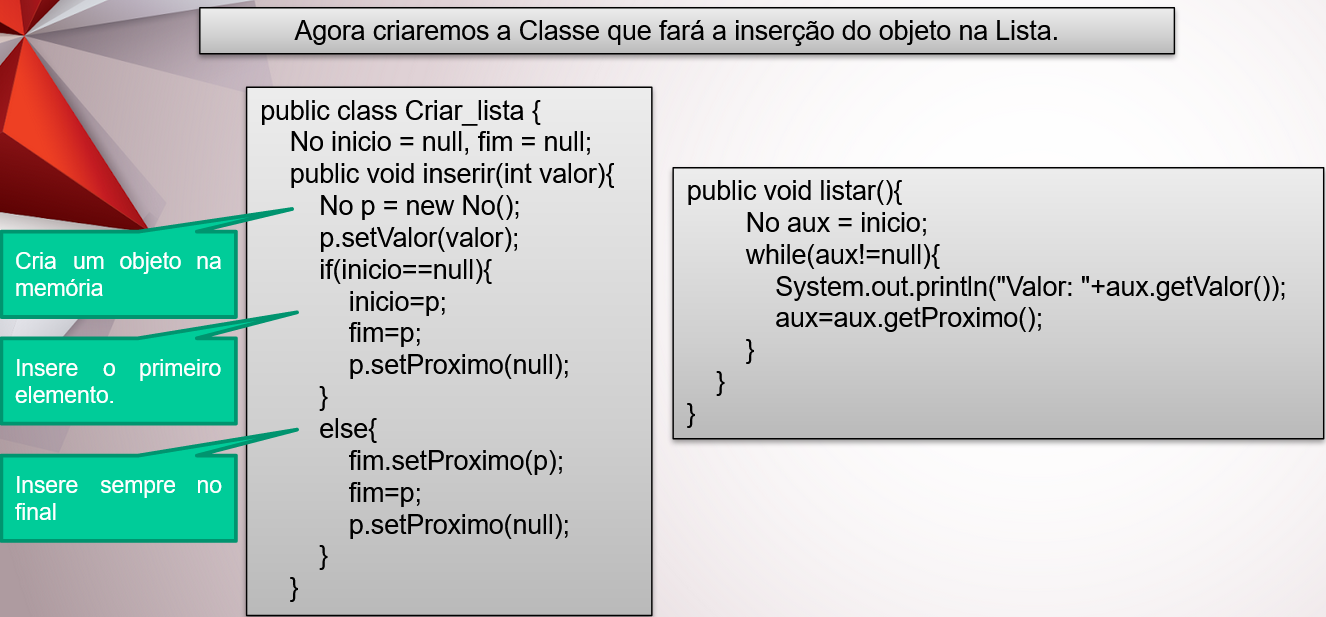 Agora criaremos a Classe que fará a inserção do objeto na Lista.
public class Criar_lista {
No inicio = null, fim = null;
public void inserir(int valor){
No p = new No();
p.setValor(valor);
if(inicio==null){
inicio=p;
fim=p;
p.setProximo(null);
}
else{
fim.setProximo(p);
fim=p;
p.setProximo(null);
}
}
Cria um objeto na
memória
Insere o primeiro
elemento.
Insere sempre no
final
public void listar(){
No aux = inicio;
while(aux!=null){
System.out.println("Valor: "+aux.getValor());
aux=aux.getProximo();
}
}
}